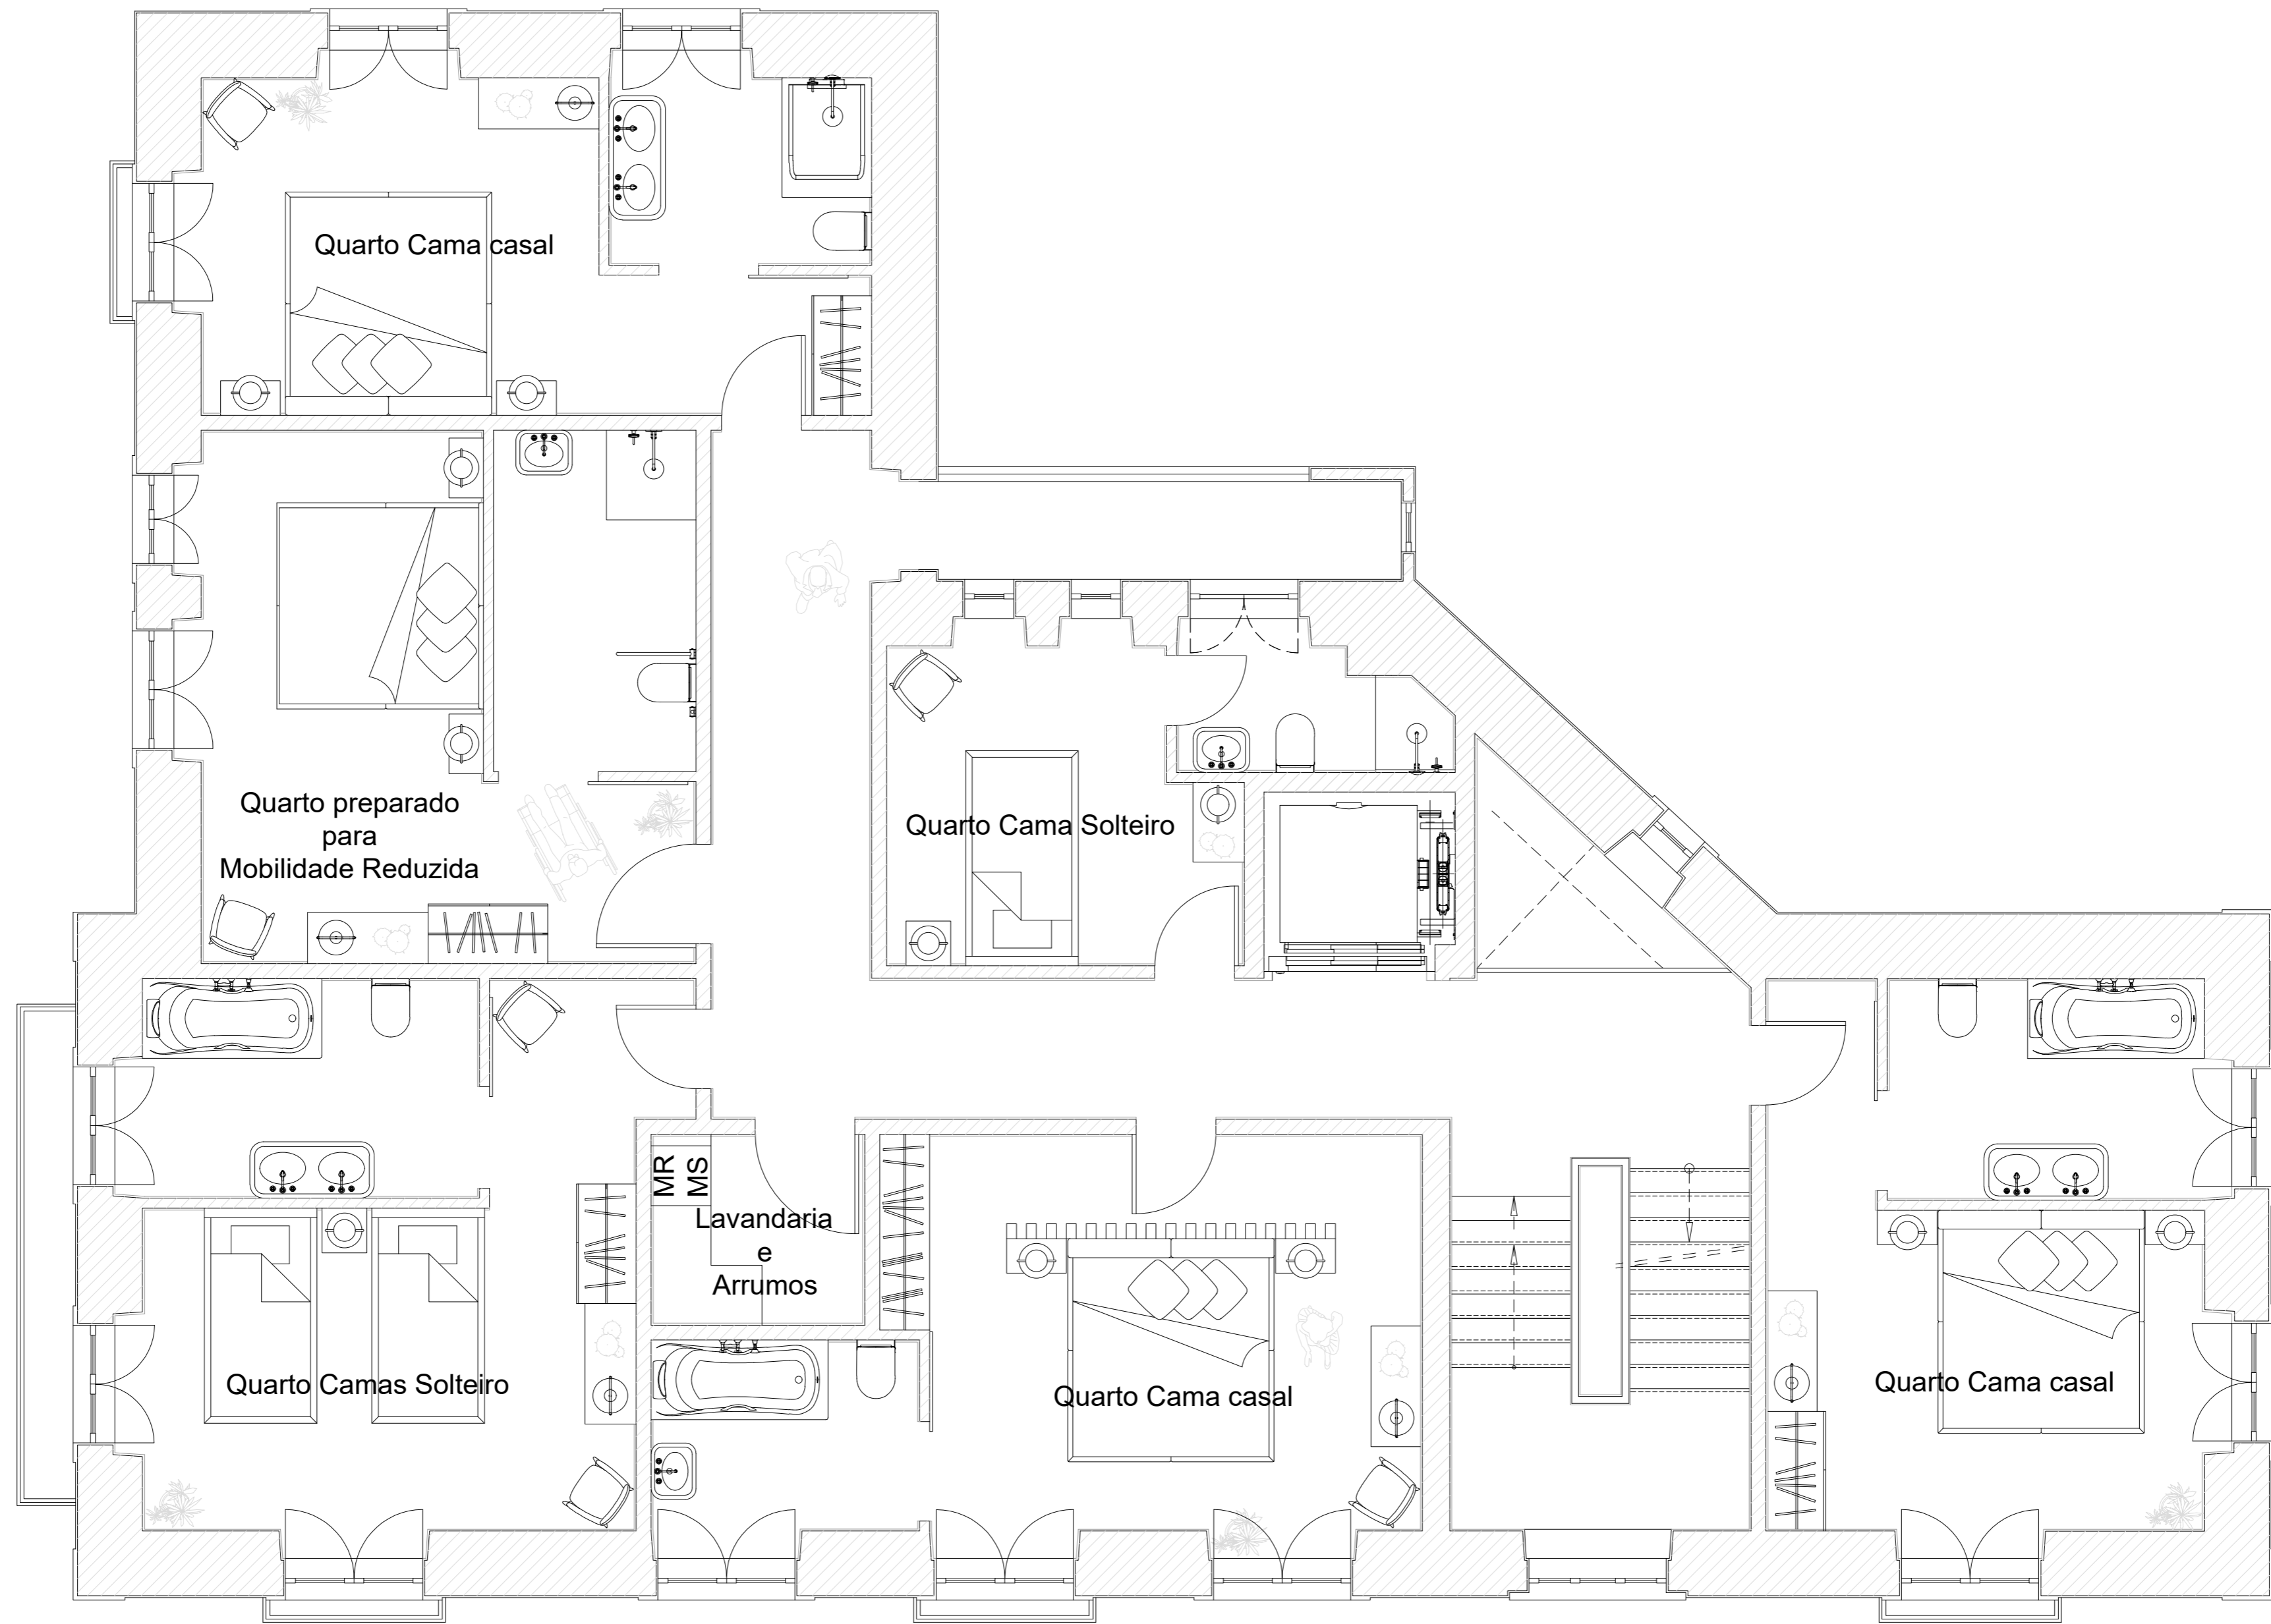 Quarto Cama casal
Quarto preparado
para
Mobilidade Reduzida
Quarto Cama Solteiro
MR
MS
Lavandaria
e
Arrumos
Quarto Camas Solteiro
Quarto Cama casal
Quarto Cama casal